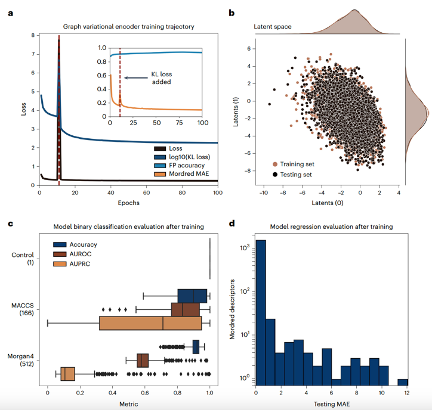 a
Graph variational encoder training trajectory
8
7
6
5
4
3
2
1
0
Loss
0 20 40 60 80 100
Epochs
1.0
0.8
0.6
0.4
0.2
0
0 25 50 75 100
KL loss
added
Loss
log10(KL loss)
FP accuracy
Mordred MAE
b
Latent space
6
4
2
0
−2
−4
−6
−8
Latents (1)
Training set
Testing set
−10 −8 −6 −4 −2 0 2 4
Latents (0)
c
Model binary classification evaluation after training
Accuracy
AUROC
AUPRC
Control
(1)
MACCS
(166)
Morgan4
(512)
0 0.2 0.4 0.6 0.8 1.0
Metric
d
Model regression evaluation after training
10³
10²
10¹
10⁰
Mordred descriptors
0 2 4 6 8 10 12
Testing MAE